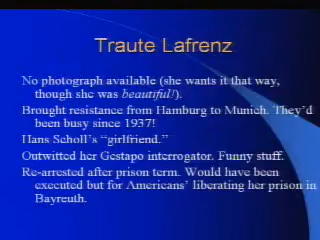 Traute Lafrenz
No photograph available (she wants it that way,
though she was beautiful!).
Brought resistance from Hamburg to Munich. They'd
been busy since 1937!
Hans Scholl's "girlfriend."
Outwitted her Gestapo interrogator. Funny stuff.
Re-arrested after prison term. Would have been
executed but for Americans' liberating her prison in
Bayreuth.